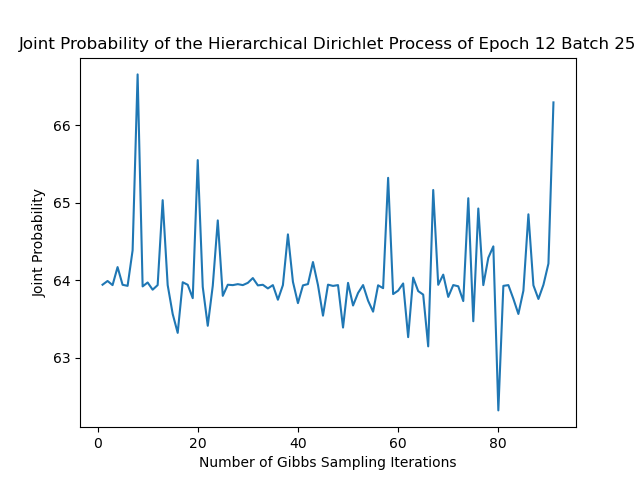 Joint Probability of the Hierarchical Dirichlet Process of Epoch 12 Batch 25
66
65
64
63
Joint Probability
0 20 40 60 80
Number of Gibbs Sampling Iterations